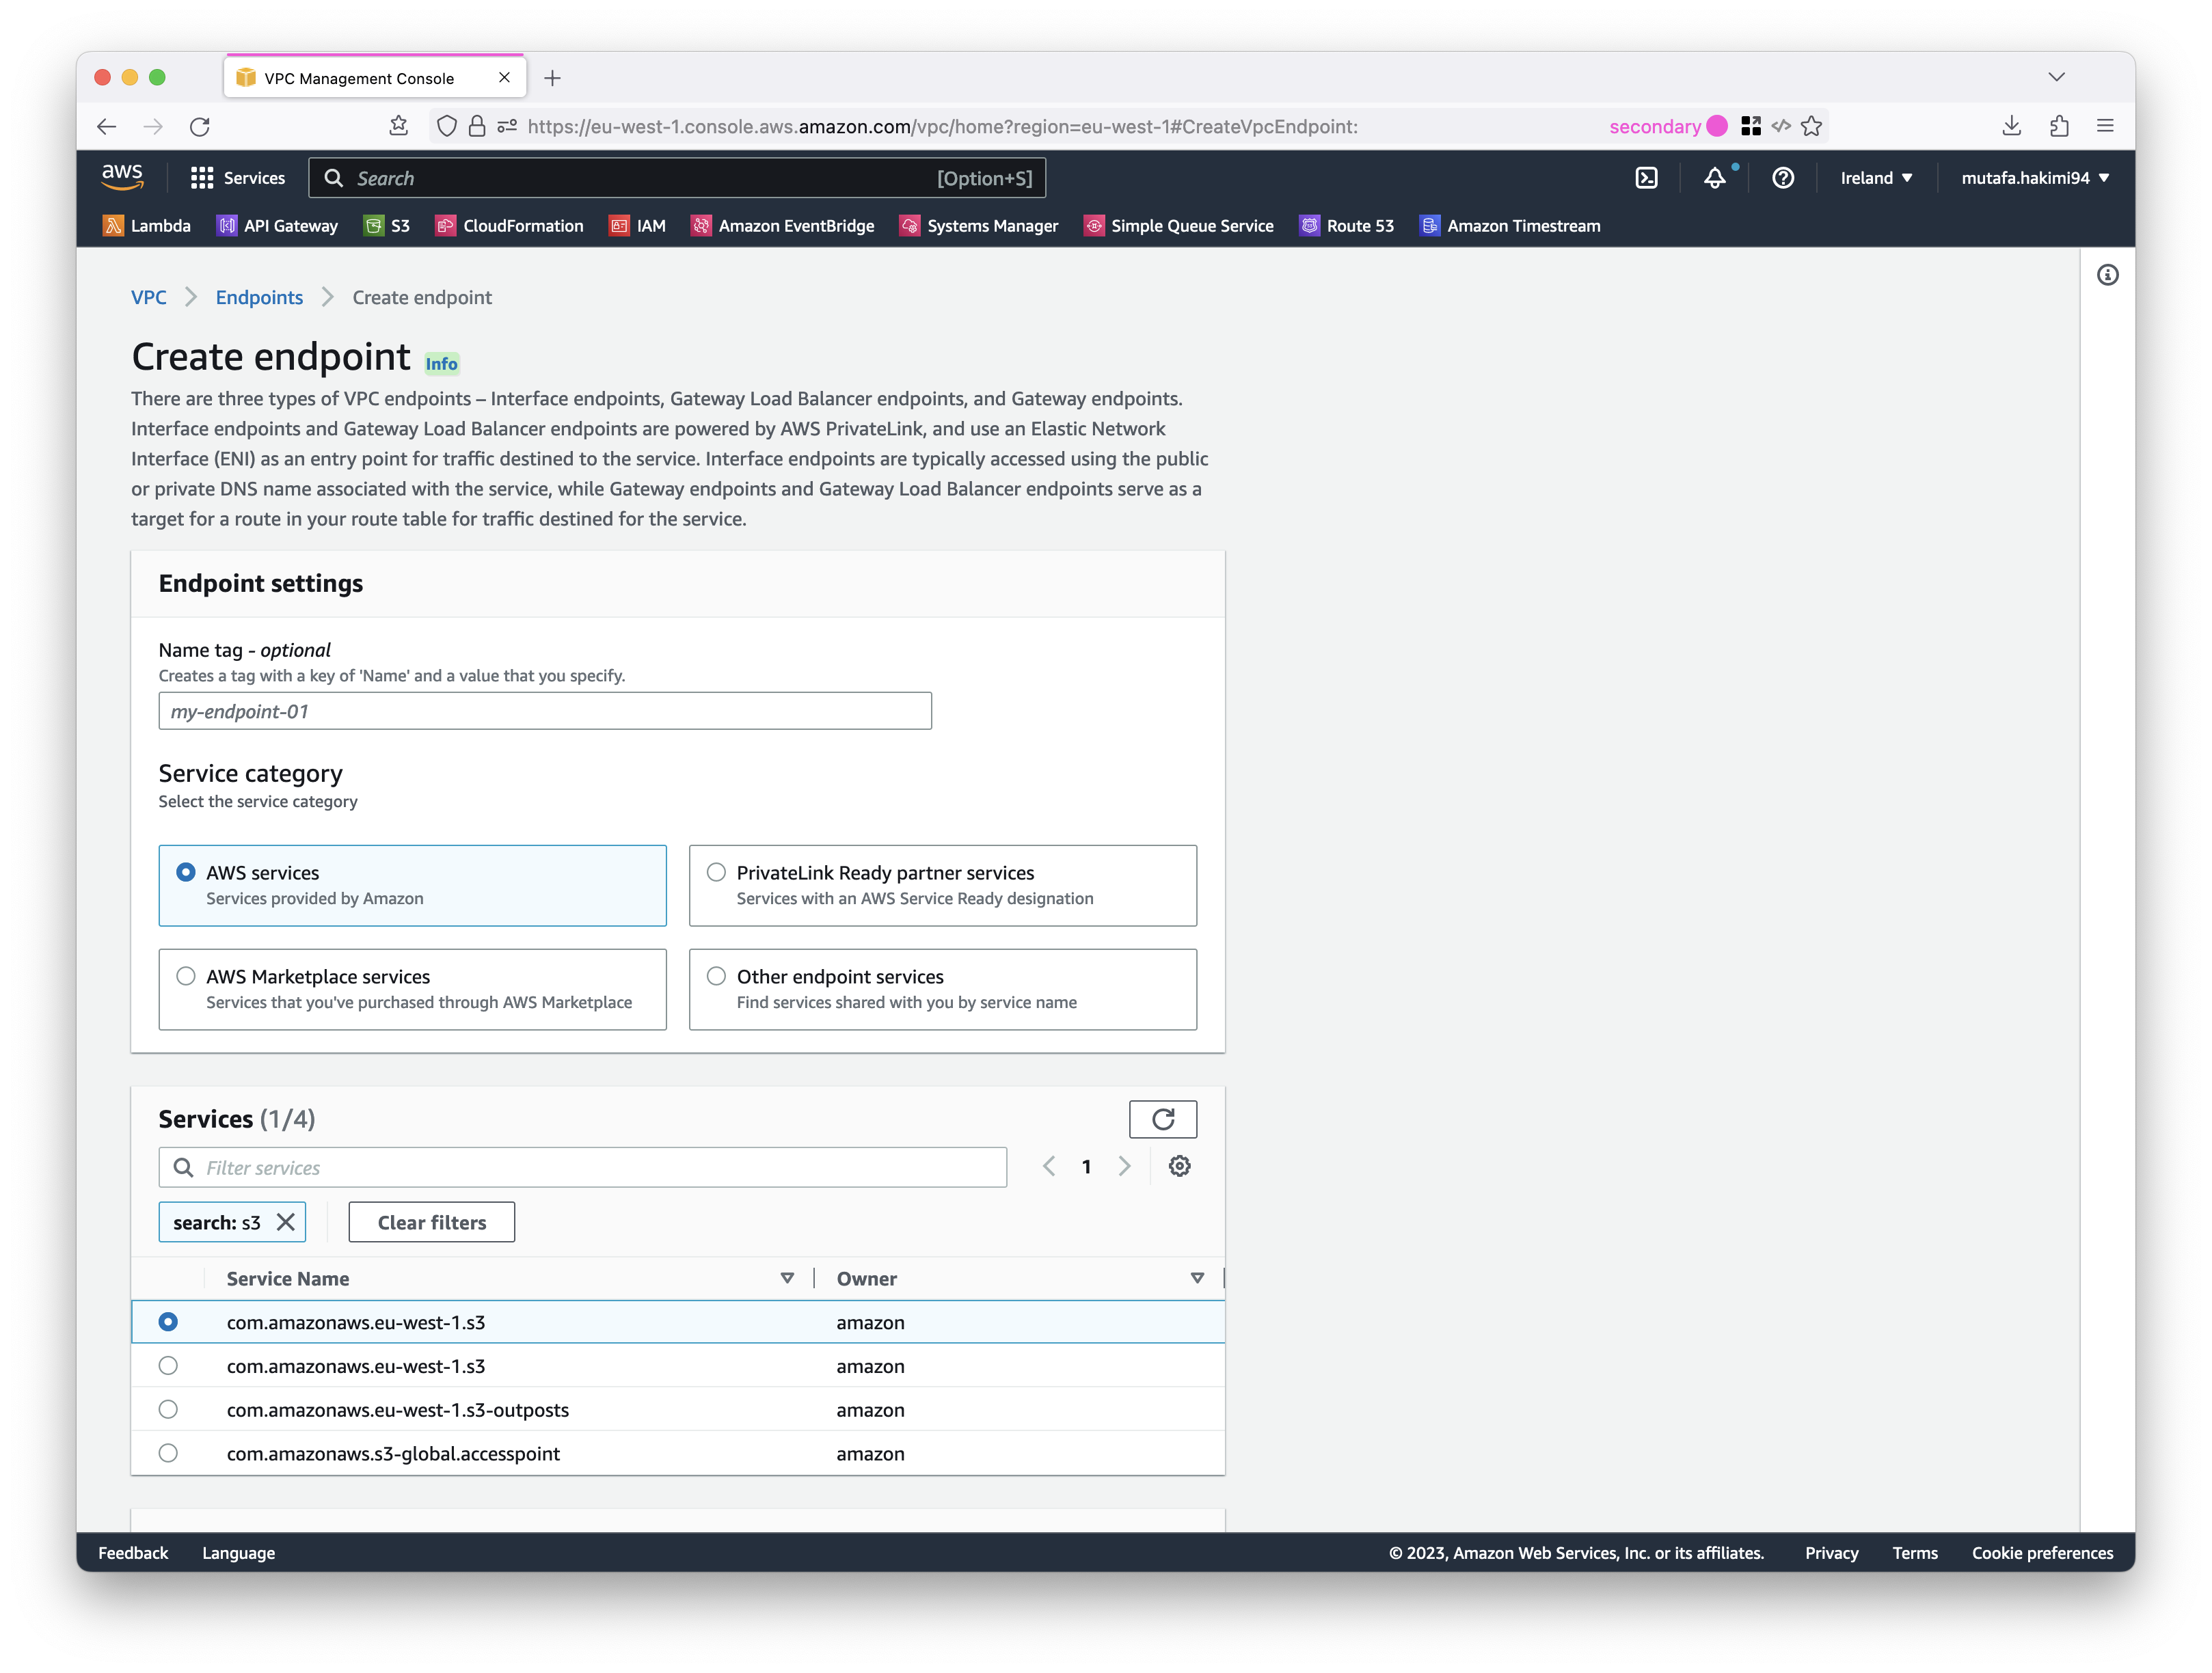 VPC Management Console
https://eu-west-1.console.aws.amazon.com/vpc/home?region=eu-west-1#CreateVpcEndpoint:
secondary
aws
Services
Search
[Option+S]
Ireland
mutafa.hakimi94
Lambda
API Gateway
S3
CloudFormation
IAM
Amazon EventBridge
Systems Manager
Simple Queue Service
Route 53
Amazon Timestream
VPC
Endpoints
Create endpoint
Create endpoint
Info
There are three types of VPC endpoints – Interface endpoints, Gateway Load Balancer endpoints, and Gateway endpoints.
Interface endpoints and Gateway Load Balancer endpoints are powered by AWS PrivateLink, and use an Elastic Network
Interface (ENI) as an entry point for traffic destined to the service. Interface endpoints are typically accessed using the public
or private DNS name associated with the service, while Gateway endpoints and Gateway Load Balancer endpoints serve as a
target for a route in your route table for traffic destined for the service.
Endpoint settings
Name tag - optional
Creates a tag with a key of 'Name' and a value that you specify.
my-endpoint-01
Service category
Select the service category
AWS services
Services provided by Amazon
PrivateLink Ready partner services
Services with an AWS Service Ready designation
AWS Marketplace services
Services that you've purchased through AWS Marketplace
Other endpoint services
Find services shared with you by service name
Services (1/4)
Filter services
1
search: s3
Clear filters
Service Name
Owner
com.amazonaws.eu-west-1.s3
amazon
com.amazonaws.eu-west-1.s3
amazon
com.amazonaws.eu-west-1.s3-outposts
amazon
com.amazonaws.s3-global.accesspoint
amazon
Feedback
Language
© 2023, Amazon Web Services, Inc. or its affiliates.
Privacy
Terms
Cookie preferences